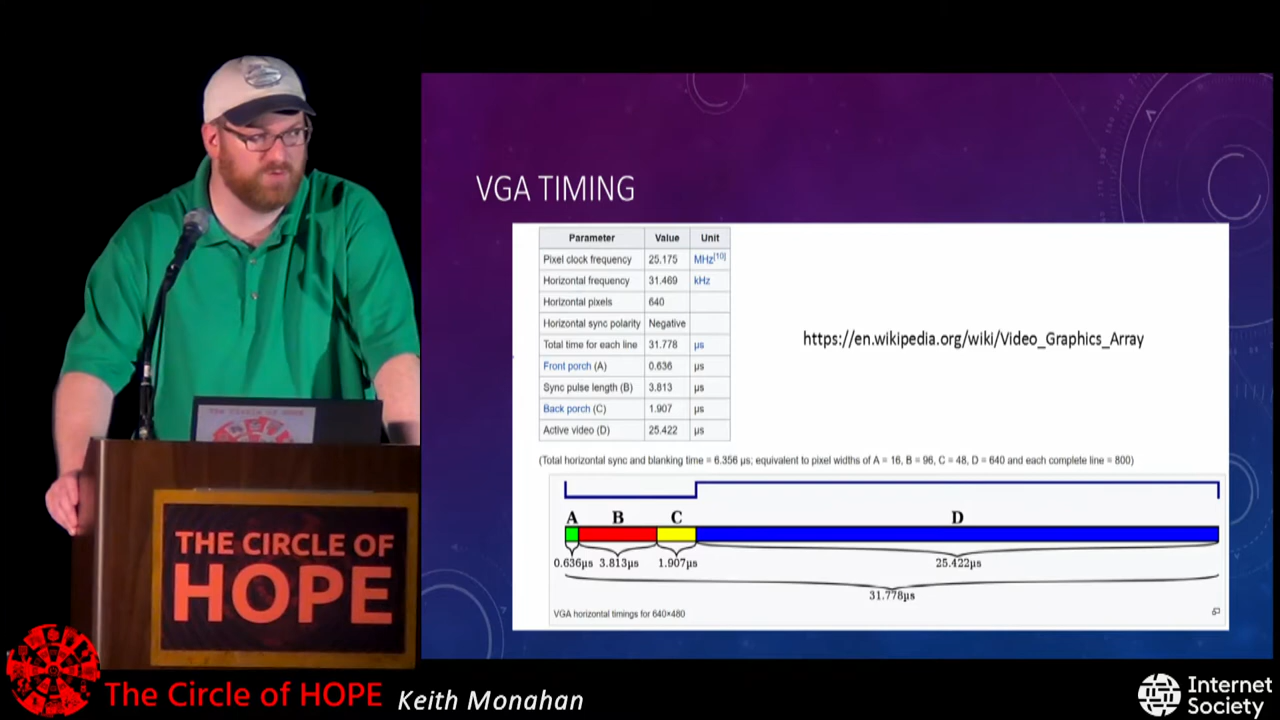 VGA TIMING
Parameter Value Unit
Pixel clock frequency 25.175 MHz[10]
Horizontal frequency 31.469 kHz
Horizontal pixels 640
Horizontal sync polarity Negative
Total time for each line 31.778 µs
Front porch (A) 0.636 µs
Sync pulse length (B) 3.813 µs
Back porch (C) 1.907 µs
Active video (D) 25.422 µs
https://en.wikipedia.org/wiki/Video_Graphics_Array
(Total horizontal sync and blanking time = 6.356 µs; equivalent to pixel widths of A = 16, B = 96, C = 48, D = 640 and each complete line = 800)
A B C D
0.636µs 3.813µs 1.907µs 25.422µs
31.778µs
VGA horizontal timings for 640×480
The Circle of HOPE
THE CIRCLE OF
HOPE
The Circle of HOPE Keith Monahan
Internet
Society